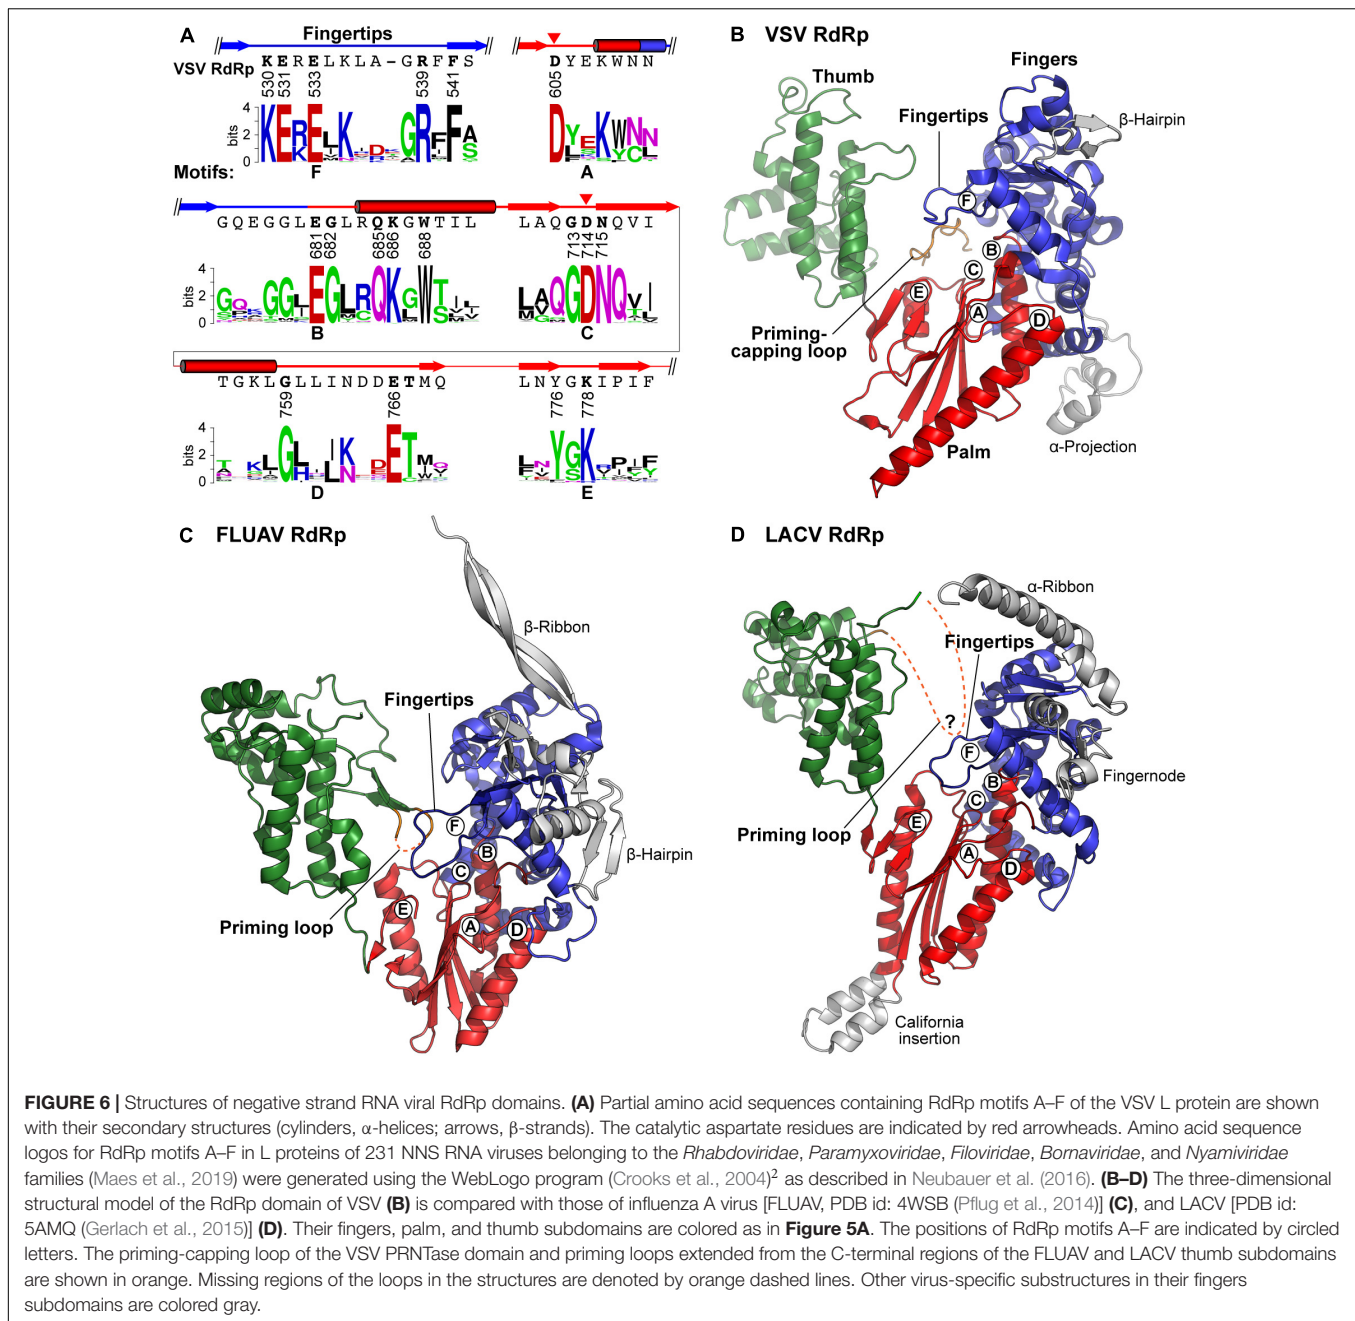 A
Fingertips
VSV RdRp
K E R E L K L A - G R F F S
D Y E K W N N
530
531
533
539
541
605
4
2
0
bits
Motifs:
F
A
G Q E G G L E G L R Q K G W T I L
L A Q G D N Q V I
681
682
685
686
688
713
714
715
4
2
0
bits
B
C
T G K L G L L I N D D E T M Q
L N Y G K I P I F
759
766
776
778
4
2
0
bits
D
E
B VSV RdRp
Thumb
Fingers
Fingertips
β-Hairpin
F
B
C
E
A
D
Priming-
capping loop
α-Projection
Palm
C FLUAV RdRp
β-Ribbon
Fingertips
F
B
C
β-Hairpin
E
A
D
Priming loop
D LACV RdRp
α-Ribbon
Fingertips
?
F
B
C
Fingernode
E
Priming loop
A
D
California
insertion
FIGURE 6 | Structures of negative strand RNA viral RdRp domains. (A) Partial amino acid sequences containing RdRp motifs A–F of the VSV L protein are shown
with their secondary structures (cylinders, α-helices; arrows, β-strands). The catalytic aspartate residues are indicated by red arrowheads. Amino acid sequence
logos for RdRp motifs A–F in L proteins of 231 NNS RNA viruses belonging to the Rhabdoviridae, Paramyxoviridae, Filoviridae, Bornaviridae, and Nyamiviridae
families (Maes et al., 2019) were generated using the WebLogo program (Crooks et al., 2004)² as described in Neubauer et al. (2016). (B–D) The three-dimensional
structural model of the RdRp domain of VSV (B) is compared with those of influenza A virus [FLUAV, PDB id: 4WSB (Pflug et al., 2014)] (C), and LACV [PDB id:
5AMQ (Gerlach et al., 2015)] (D). Their fingers, palm, and thumb subdomains are colored as in Figure 5A. The positions of RdRp motifs A–F are indicated by circled
letters. The priming-capping loop of the VSV PRNTase domain and priming loops extended from the C-terminal regions of the FLUAV and LACV thumb subdomains
are shown in orange. Missing regions of the loops in the structures are denoted by orange dashed lines. Other virus-specific substructures in their fingers
subdomains are colored gray.